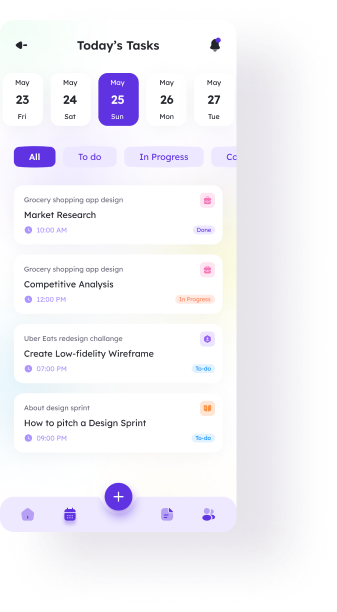 Today's Tasks
May May May May May
23 24 25 26 27
Fri Sat Sun Mon Tue
All To do In Progress Co
Grocery shopping app design
Market Research
10:00 AM Done
Grocery shopping app design
Competitive Analysis
12:00 PM In Progress
Uber Eats redesign challange
Create Low-fidelity Wireframe
07:00 PM To-do
About design sprint
How to pitch a Design Sprint
09:00 PM To-do